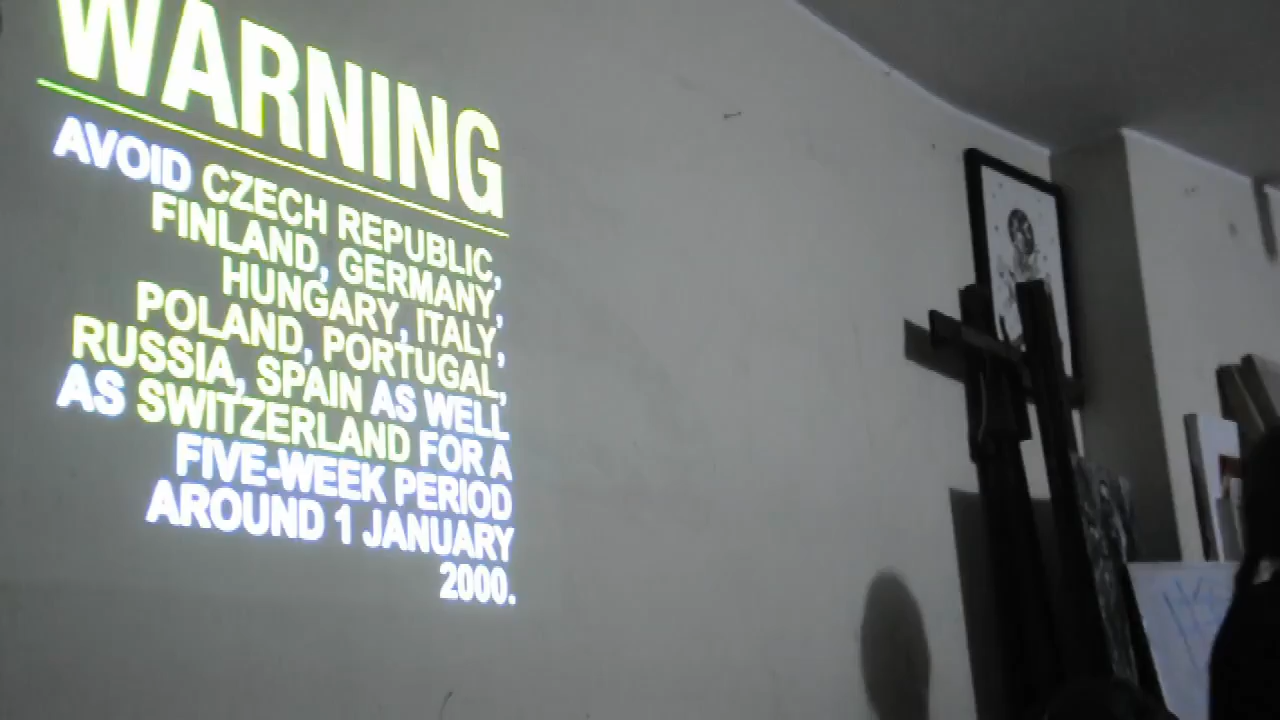 WARNING
AVOID CZECH REPUBLIC,
FINLAND, GERMANY,
HUNGARY, ITALY,
POLAND, PORTUGAL,
RUSSIA, SPAIN AS WELL
AS SWITZERLAND FOR A
FIVE-WEEK PERIOD
AROUND 1 JANUARY
2000.